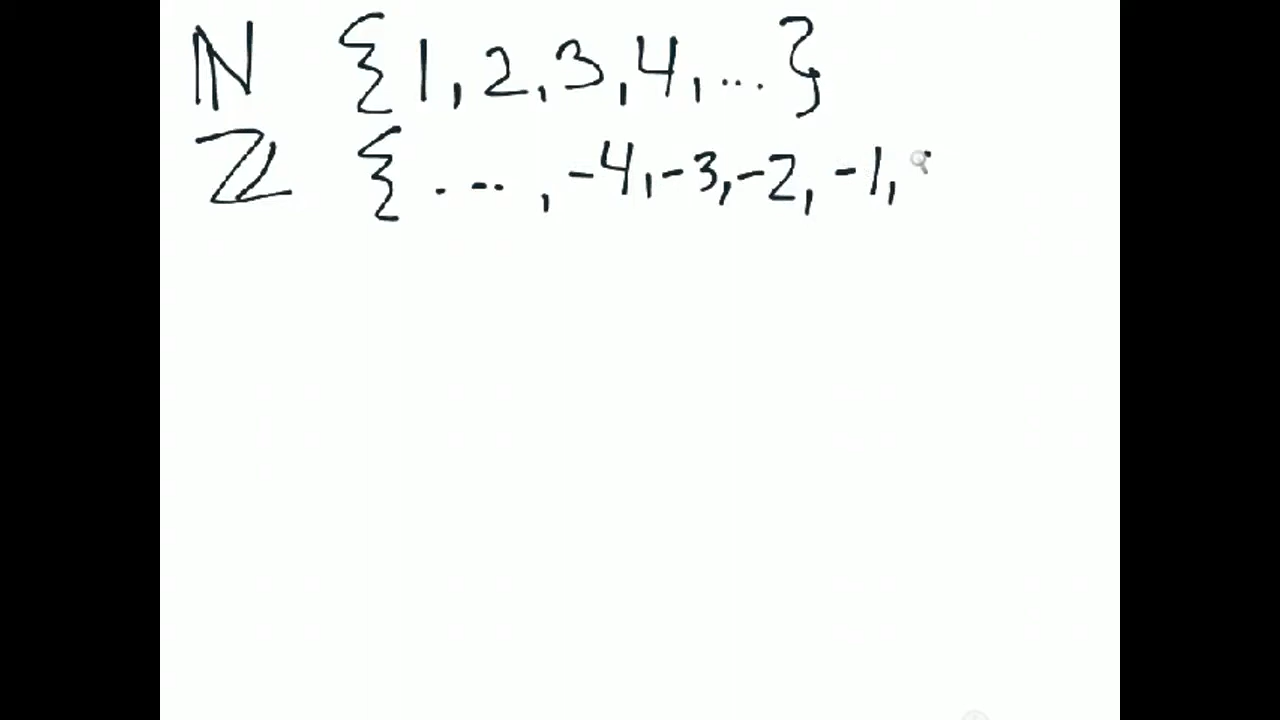 ℕ {1, 2, 3, 4, ...}
ℤ {..., -4, -3, -2, -1,